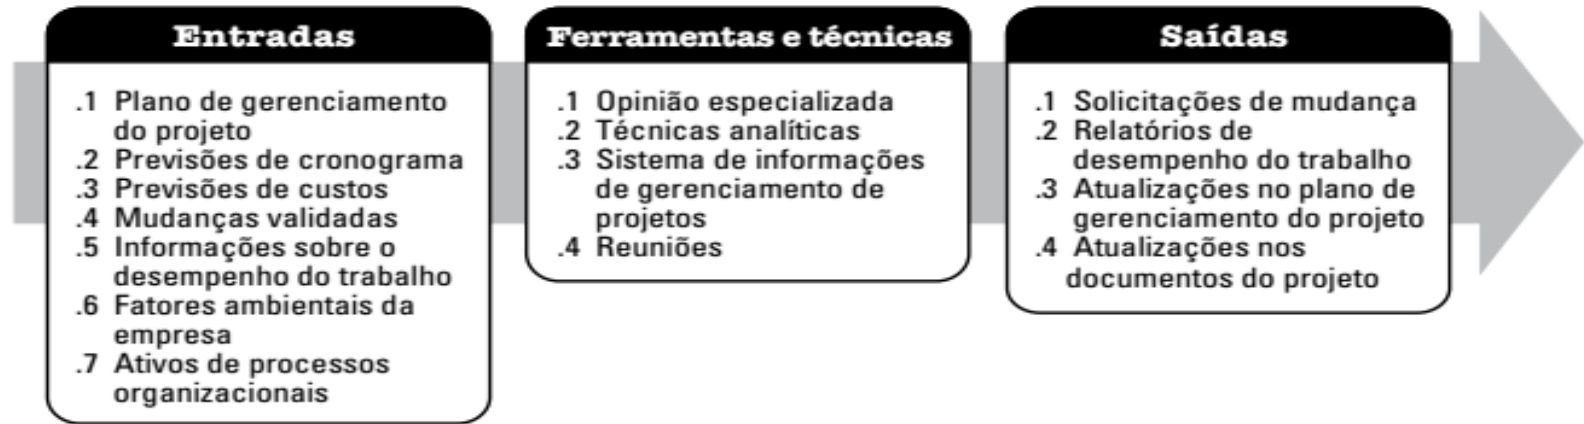 Entradas
.1 Plano de gerenciamento
do projeto
.2 Previsões de cronograma
.3 Previsões de custos
.4 Mudanças validadas
.5 Informações sobre o
desempenho do trabalho
.6 Fatores ambientais da
empresa
.7 Ativos de processos
organizacionais
Ferramentas e técnicas
.1 Opinião especializada
.2 Técnicas analíticas
.3 Sistema de informações
de gerenciamento de
projetos
.4 Reuniões
Saídas
.1 Solicitações de mudança
.2 Relatórios de
desempenho do trabalho
.3 Atualizações no plano de
gerenciamento do projeto
.4 Atualizações nos
documentos do projeto